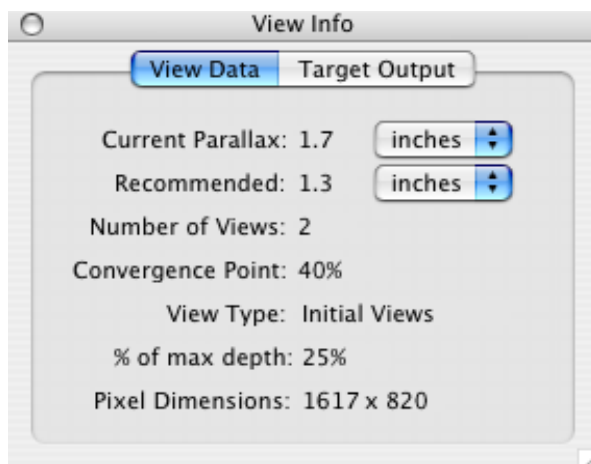 View Info
View Data Target Output
Current Parallax: 1.7 inches
Recommended: 1.3 inches
Number of Views: 2
Convergence Point: 40%
View Type: Initial Views
% of max depth: 25%
Pixel Dimensions: 1617 x 820